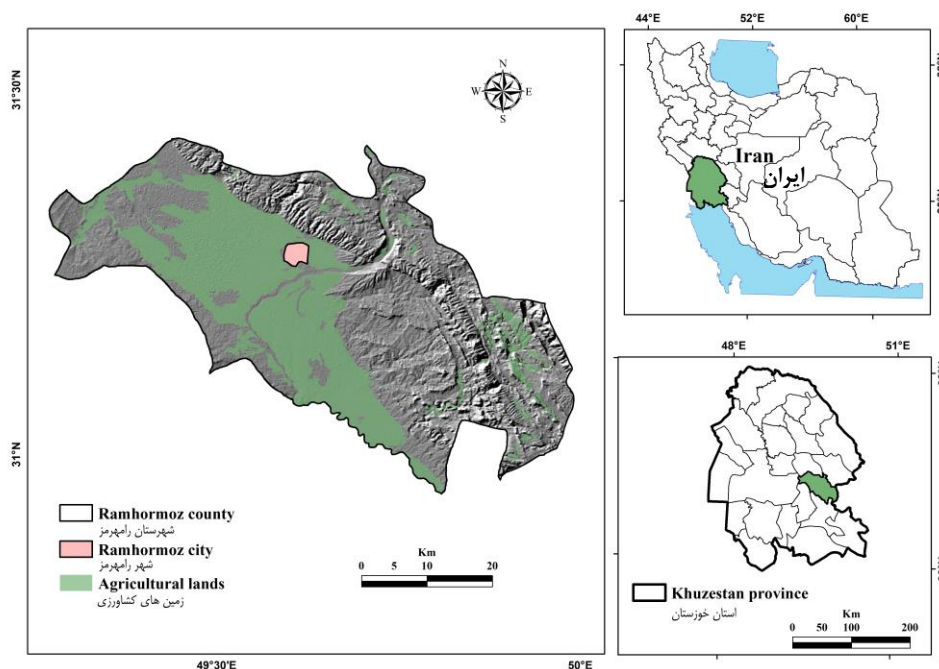 31°30'N
31°N
49°30'E
50°E
N
W
E
S
Ramhormoz county
شهرستان رامهرمز
Ramhormoz city
شهر رامهرمز
Agricultural lands
زمین های کشاورزی
Km
0 5 10 20
44°E
52°E
60°E
Iran
ایران
48°E
51°E
Khuzestan province
استان خوزستان
Km
0 100 200